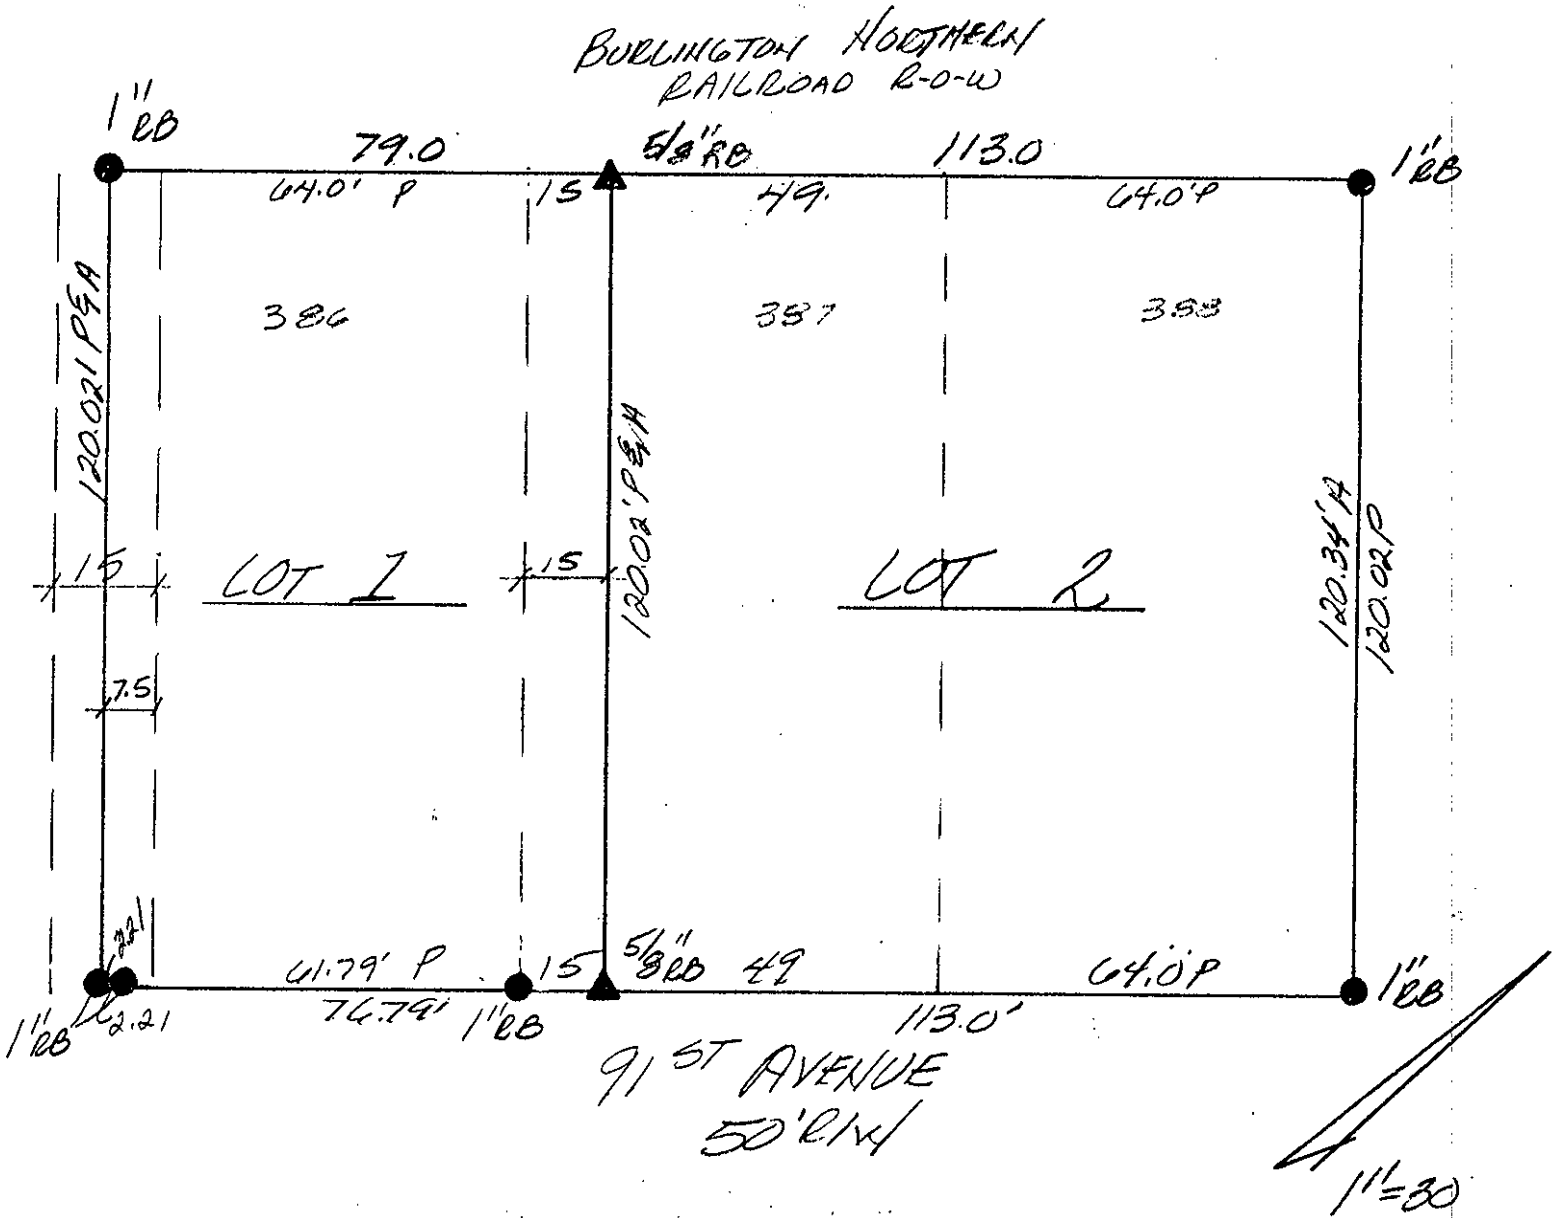 BURLINGTON NORTHERN
RAILROAD R-O-W
1" RB
79.0
5/8" RB
113.0
1" RB
64.0' P
15
49.
64.0' P
386
387
388
120.02' P&A
120.02' P&A
120.34' A
120.02 P
15
LOT 1
15
LOT 2
7.5
2.21
61.79' P
15
5/8" RB
49
64.0 P
1" RB
2.21
76.79'
1" RB
113.0'
1" RB
91ST AVENUE
50' R/W
1"=30